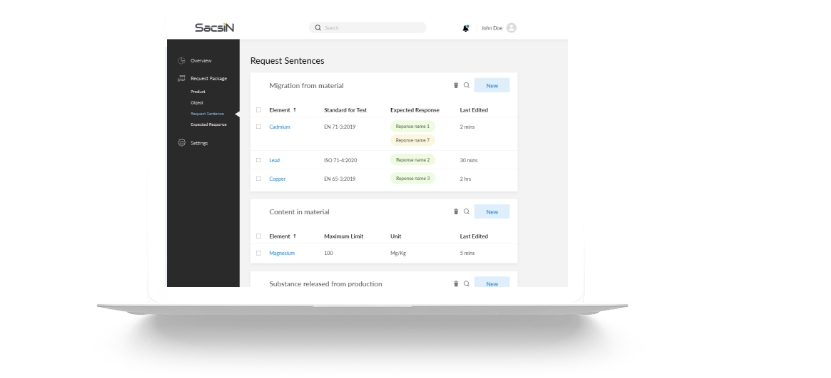 SacsiN
Search
John Doe
Overview
Request Package
Product
Object
Request Sentence
Expected Response
Settings
Request Sentences
Migration from material
New
Element ↑ Standard for Test Expected Response Last Edited
Cadmium EN 71-3:2019 Reponse name 1 2 mins
Reponse name 7
Lead ISO 71-4:2020 Reponse name 2 30 mins
Copper EN 65-3:2019 Reponse name 3 2 hrs
Content in material
New
Element ↑ Maximum Limit Unit Last Edited
Magnesium 100 Mg/Kg 5 mins
Substance released from production
New